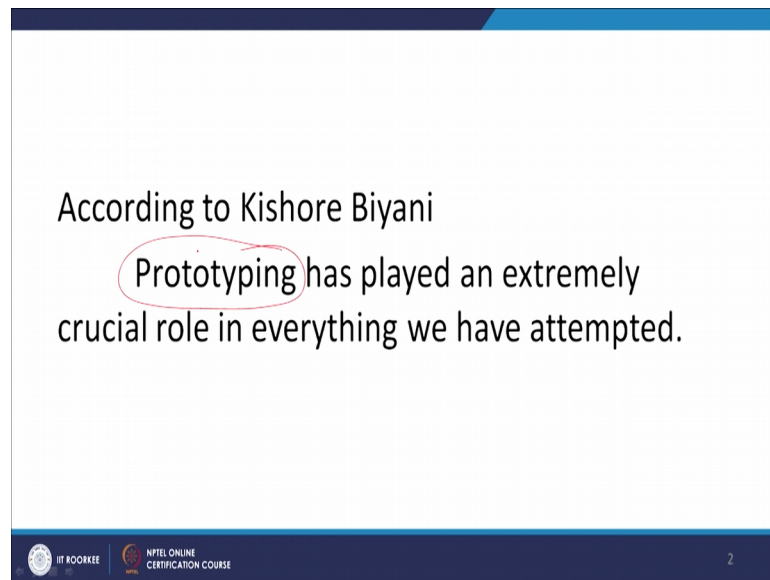 According to Kishore Biyani
Prototyping has played an extremely
crucial role in everything we have attempted.
IIT ROORKEE
NPTEL ONLINE
CERTIFICATION COURSE
2